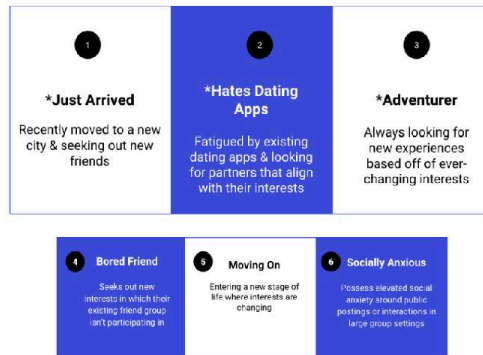 1
*Just Arrived
Recently moved to a new
city & seeking out new
friends
2
*Hates Dating
Apps
Fatigued by existing
dating apps & looking
for partners that align
with their interests
3
*Adventurer
Always looking for
new experiences
based off of ever-
changing interests
4
Bored Friend
Seeks out new
interests in which their
existing friend group
isn't participating in
5
Moving On
Entering a new stage of
life where interests are
changing
6
Socially Anxious
Possess elevated social
anxiety around public
postings or interactions in
large group settings